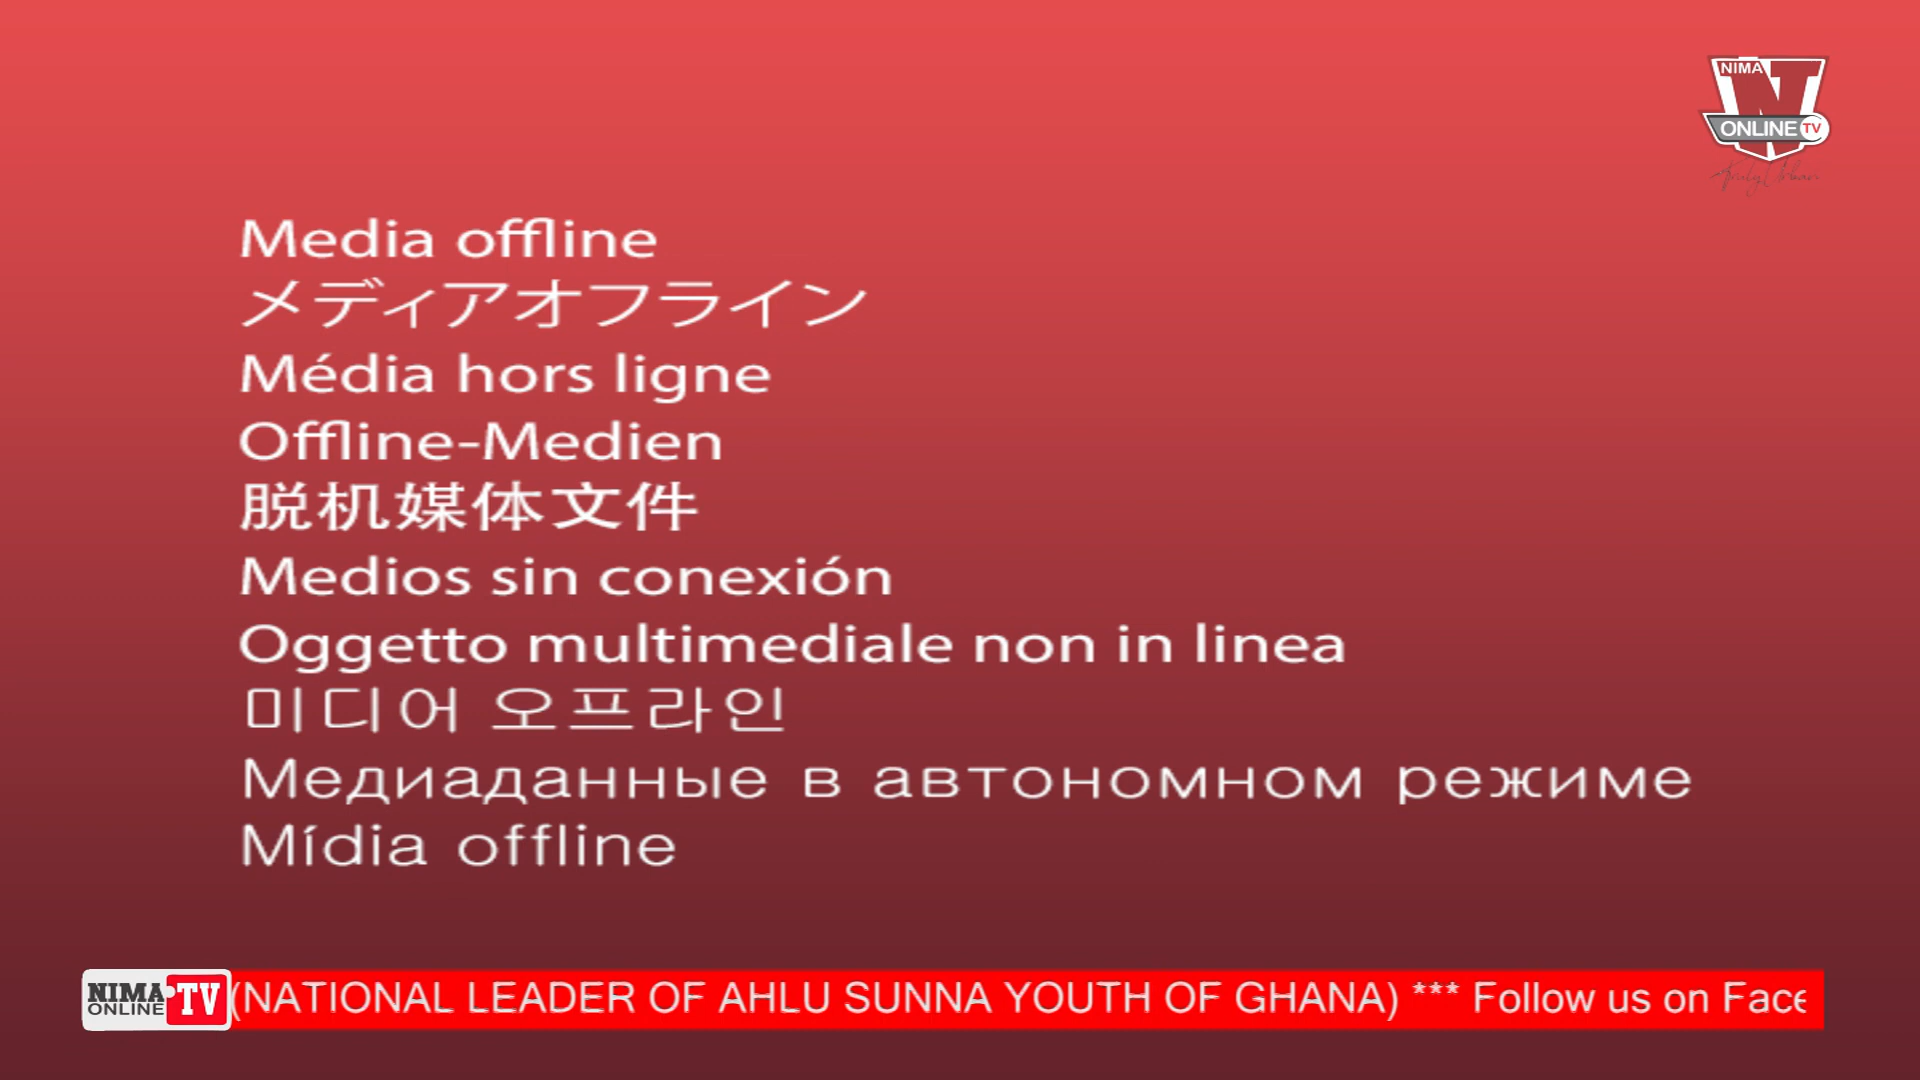 NIMA
N
ONLINE TV
Truly Urban
Media offline
メディアオフライン
Média hors ligne
Offline-Medien
脱机媒体文件
Medios sin conexión
Oggetto multimediale non in linea
미디어 오프라인
Медиаданные в автономном режиме
Mídia offline
NIMA TV
ONLINE
(NATIONAL LEADER OF AHLU SUNNA YOUTH OF GHANA) *** Follow us on Face